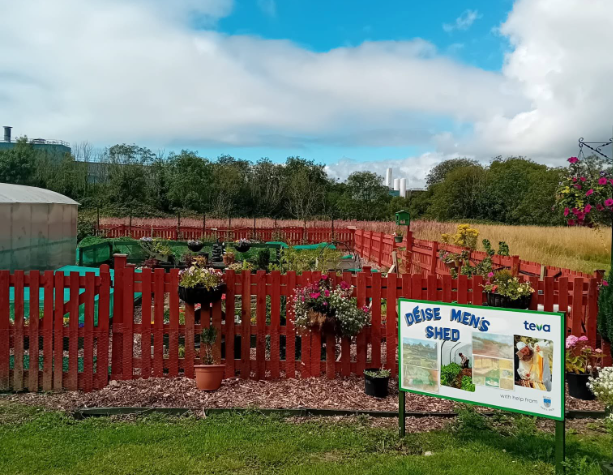 DÉISE MEN'S
SHED
teva
with help from